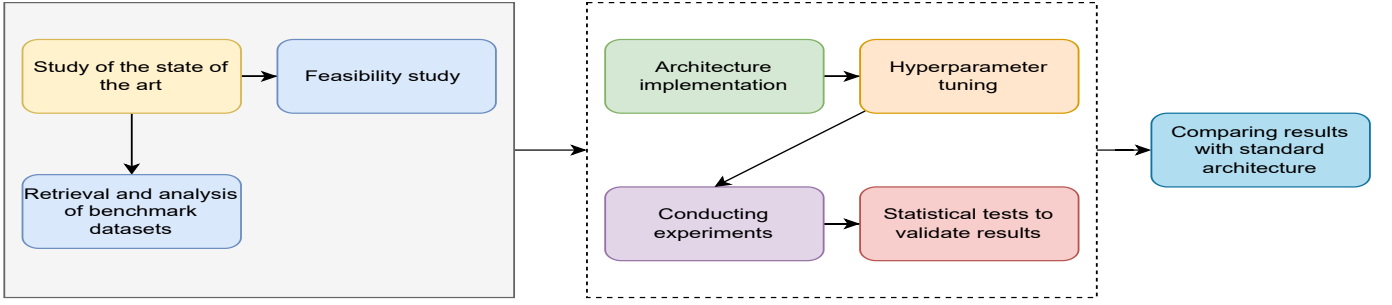 Study of the state of
the art
Feasibility study
Retrieval and analysis
of benchmark
datasets
Architecture
implementation
Hyperparameter
tuning
Conducting
experiments
Statistical tests to
validate results
Comparing results
with standard
architecture